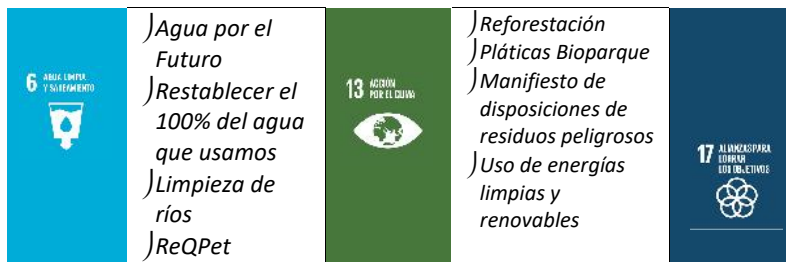 6 AGUA LIMPIA
Y SANEAMIENTO
Agua por el
Futuro
Restablecer el
100% del agua
que usamos
Limpieza de
ríos
ReQPet
13 ACCIÓN
POR EL CLIMA
Reforestación
Pláticas Bioparque
Manifiesto de
disposiciones de
residuos peligrosos
Uso de energías
limpias y
renovables
17 ALIANZAS PARA
LOGRAR
LOS OBJETIVOS